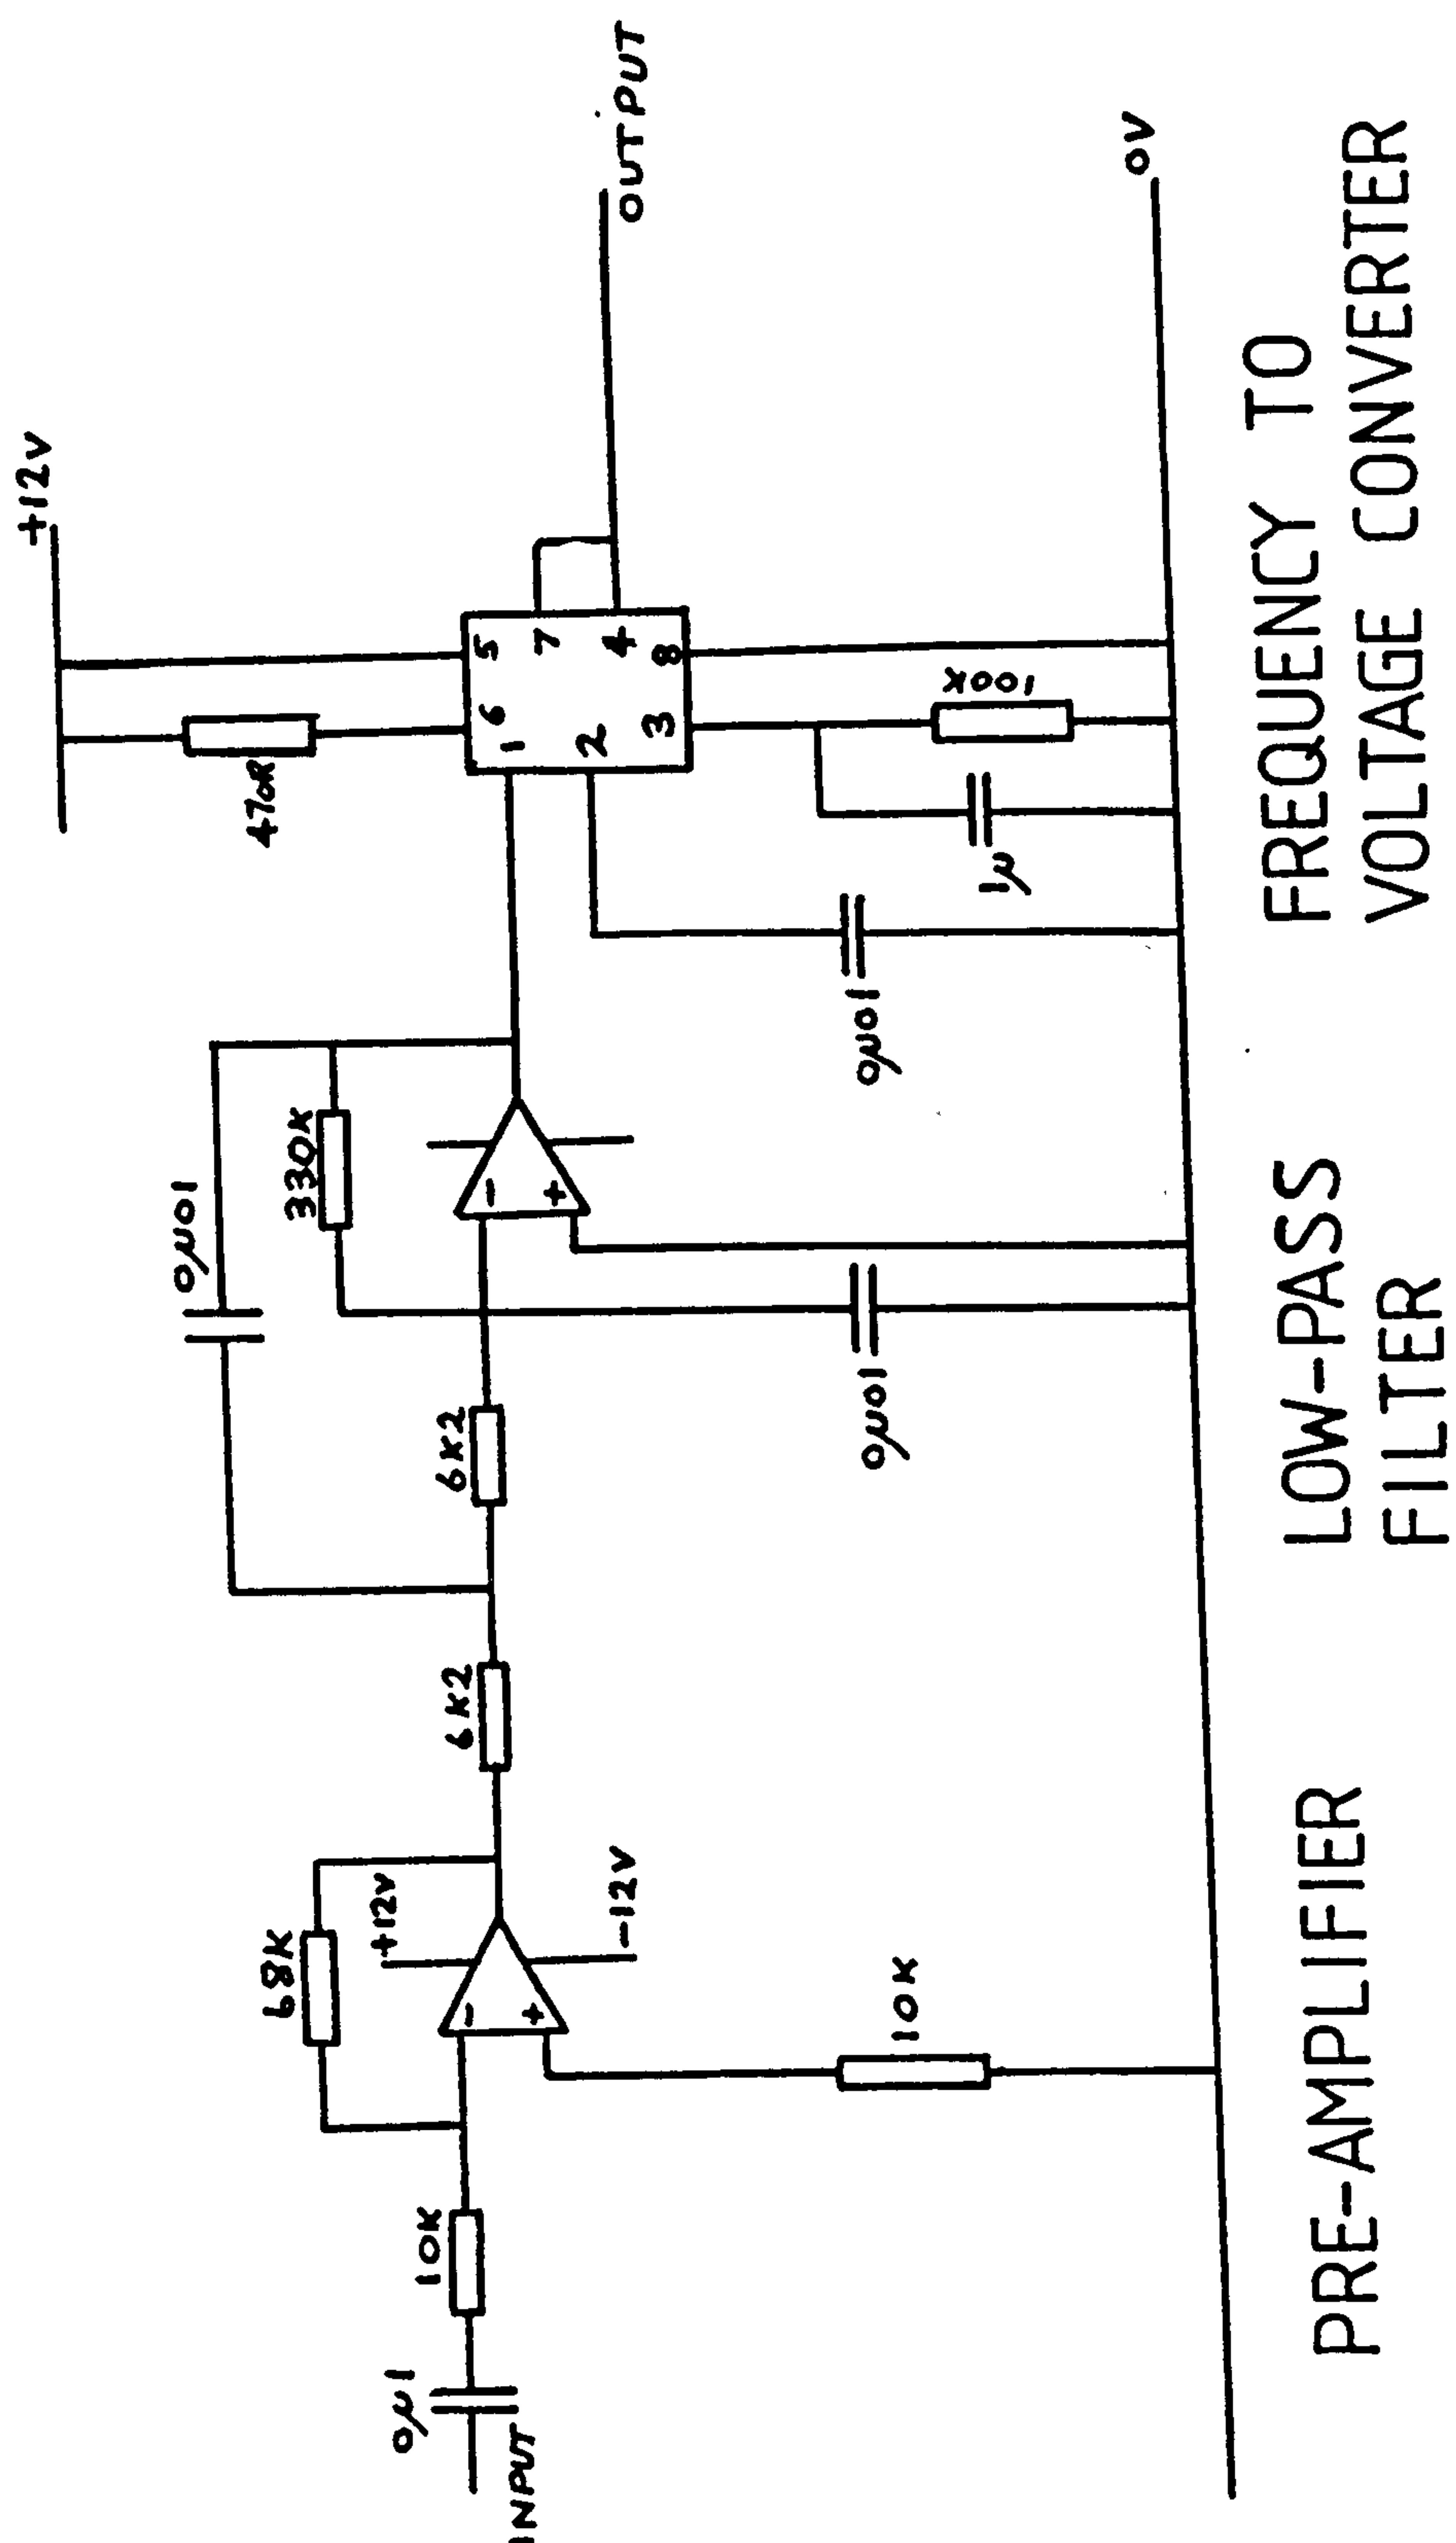 +12V
470R
5
6
7
1
4
2
8
3
OUTPUT
100K
1μ
0μ01
0μ01
330K
-
+
0μ01
6K2
6K2
68K
+12V
-12V
-
+
10K
10K
0μ1
INPUT
0V
PRE-AMPLIFIER
LOW-PASS
FILTER
FREQUENCY TO
VOLTAGE CONVERTER